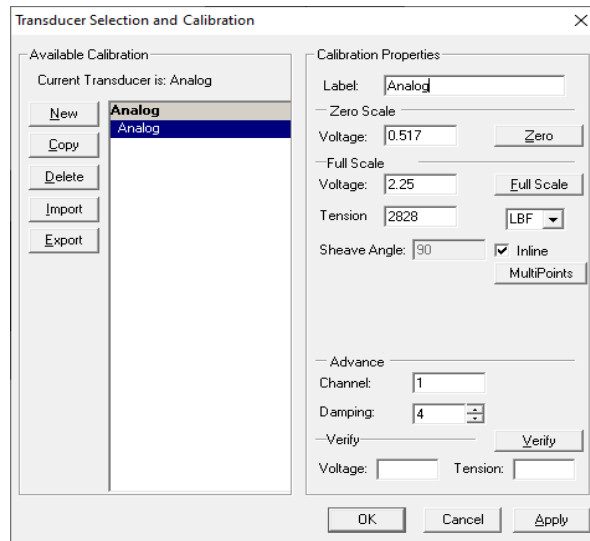 Transducer Selection and Calibration
Available Calibration
Current Transducer is: Analog
New
Copy
Delete
Import
Export
Analog
Analog
Calibration Properties
Label: Analog
Zero Scale
Voltage: 0.517 Zero
Full Scale
Voltage: 2.25 Full Scale
Tension 2828 LBF
Sheave Angle: 90 Inline
MultiPoints
Advance
Channel: 1
Damping: 4
Verify Verify
Voltage: Tension:
OK Cancel Apply